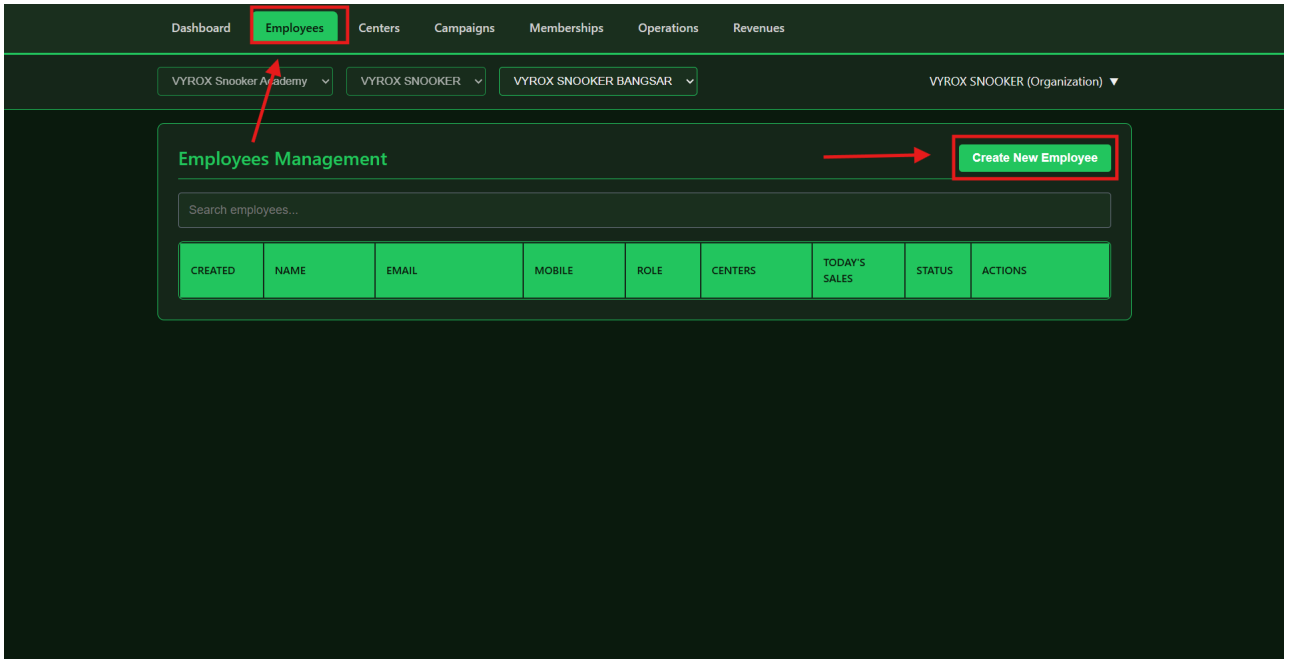 Dashboard Employees Centers Campaigns Memberships Operations Revenues
VYROX Snooker Academy VYROX SNOOKER VYROX SNOOKER BANGSAR VYROX SNOOKER (Organization) ▼
Employees Management Create New Employee
Search employees...
CREATED NAME EMAIL MOBILE ROLE CENTERS TODAY'S SALES STATUS ACTIONS